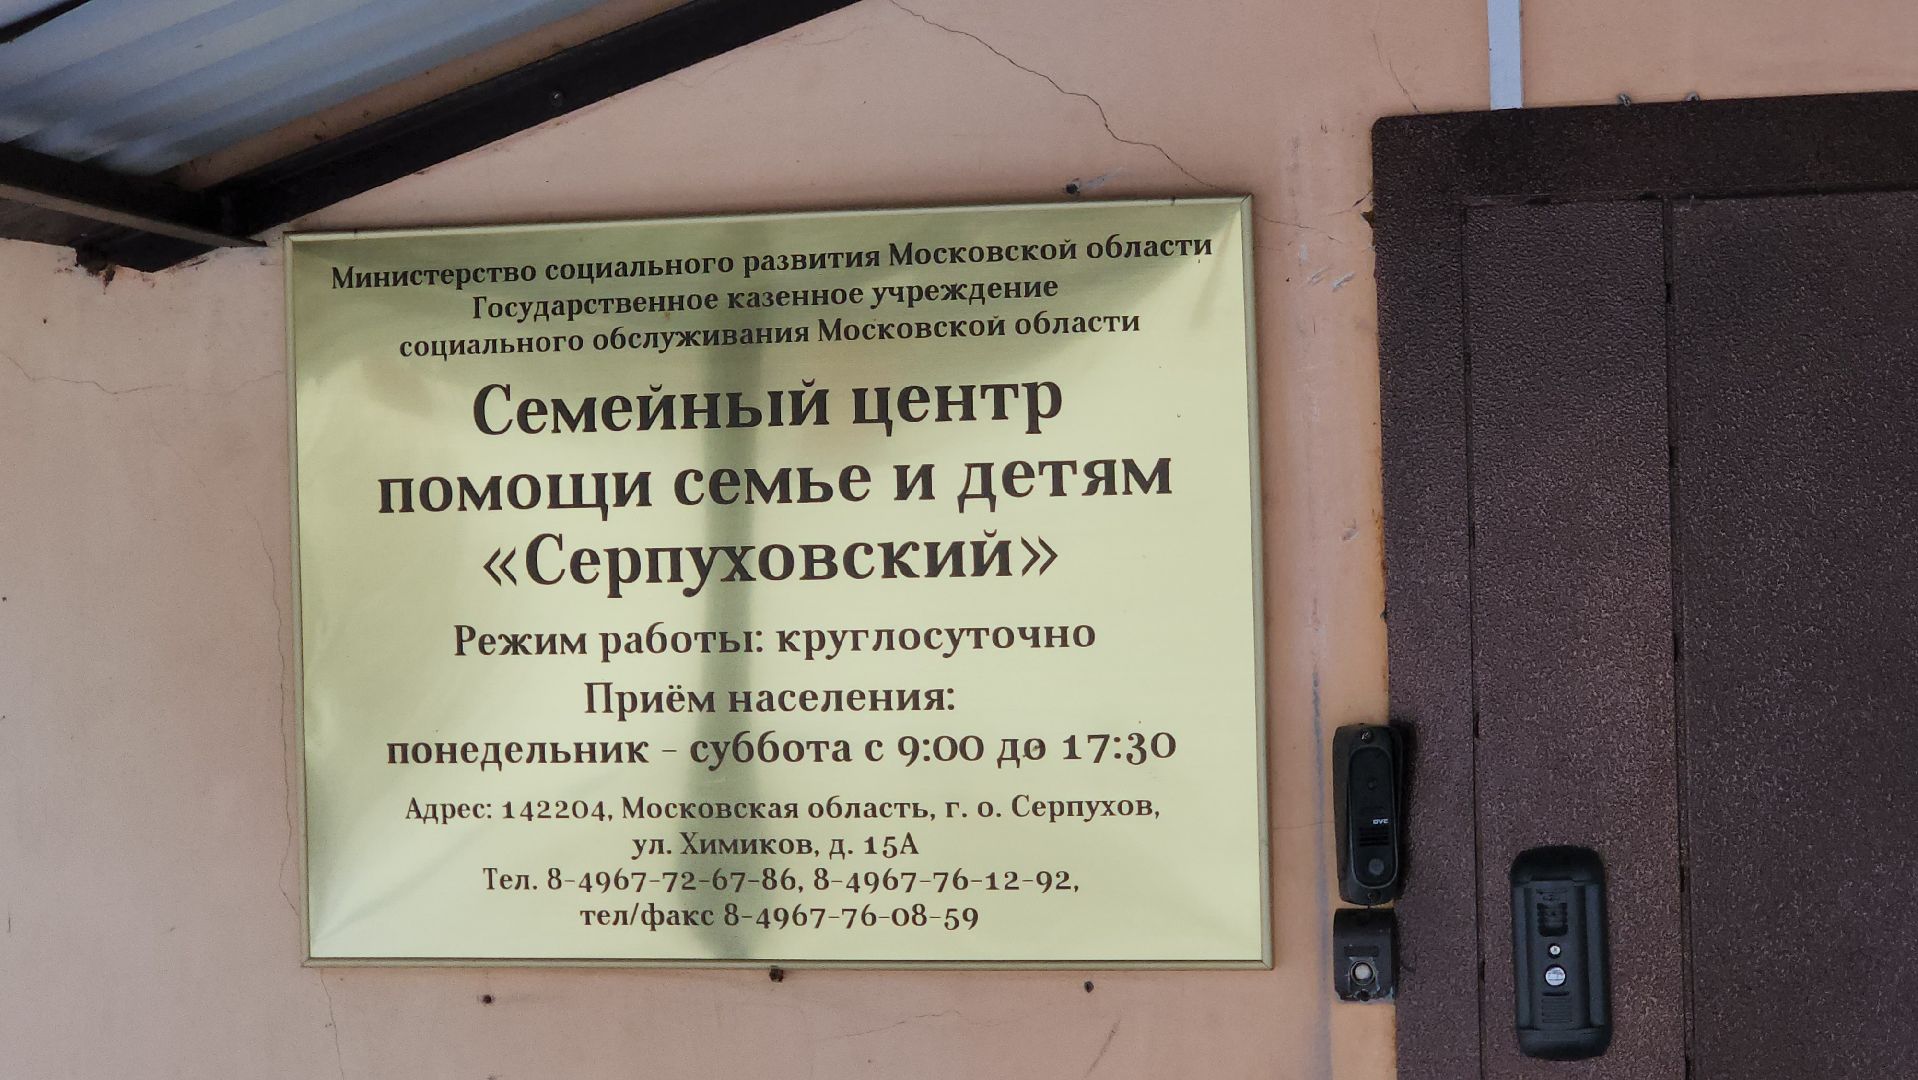 Министерство социального развития Московской области
Государственное казенное учреждение
социального обслуживания Московской области
Семейный центр
помощи семье и детям
«Серпуховский»
Режим работы: круглосуточно
Приём населения:
понедельник – суббота с 9:00 до 17:30
Адрес: 142204, Московская область, г. о. Серпухов,
ул. Химиков, д. 15А
Тел. 8-4967-72-67-86, 8-4967-76-12-92,
тел/факс 8-4967-76-08-59